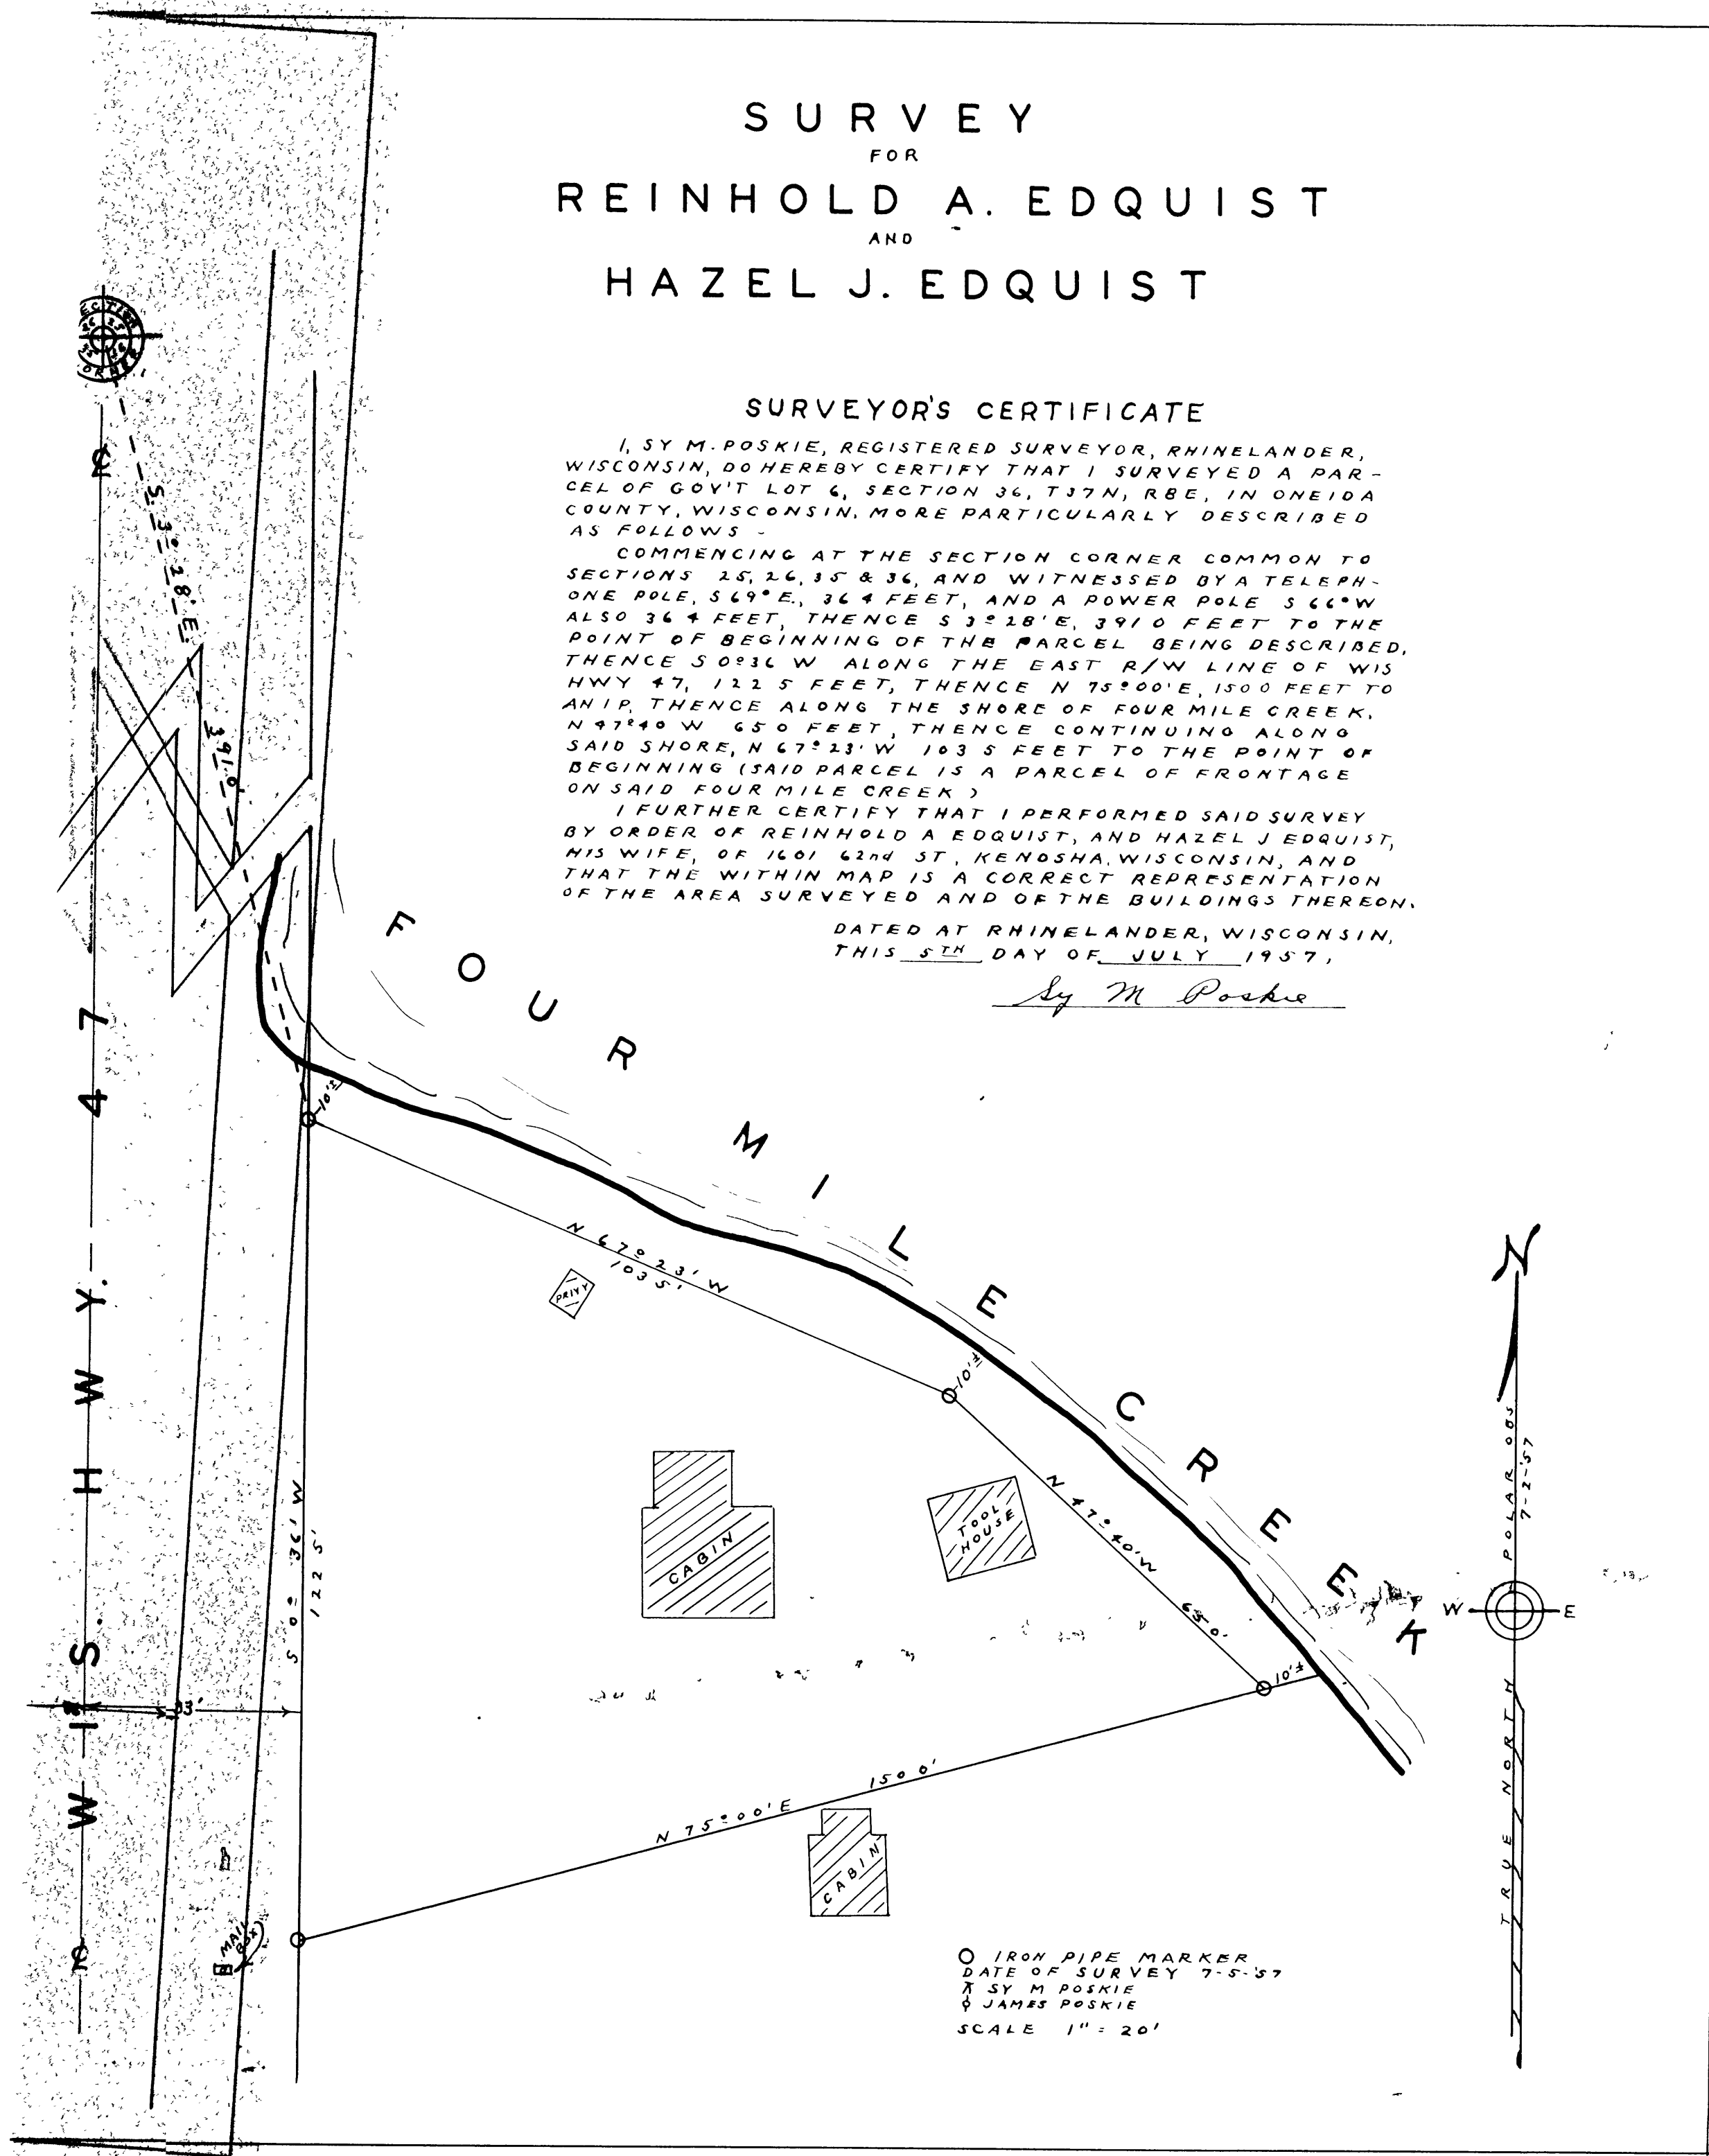 SURVEY
FOR
REINHOLD A. EDQUIST
AND
HAZEL J. EDQUIST
SURVEYOR'S CERTIFICATE
I, SY M. POSKIE, REGISTERED SURVEYOR, RHINELANDER,
WISCONSIN, DO HEREBY CERTIFY THAT I SURVEYED A PAR-
CEL OF GOV'T LOT 6, SECTION 36, T37N, R8E, IN ONEIDA
COUNTY, WISCONSIN, MORE PARTICULARLY DESCRIBED
AS FOLLOWS -
COMMENCING AT THE SECTION CORNER COMMON TO
SECTIONS 25, 26, 35 & 36, AND WITNESSED BY A TELEPH-
ONE POLE, S 69° E., 36 4 FEET, AND A POWER POLE S 66° W
ALSO 36 4 FEET, THENCE S 3° 28' E, 391 0 FEET TO THE
POINT OF BEGINNING OF THE PARCEL BEING DESCRIBED,
THENCE S 0° 36 W ALONG THE EAST R/W LINE OF WIS
HWY 47, 122 5 FEET, THENCE N 75° 00' E, 150 0 FEET TO
AN I P, THENCE ALONG THE SHORE OF FOUR MILE CREEK,
N 47° 40 W 65 0 FEET, THENCE CONTINUING ALONG
SAID SHORE, N 67° 23' W 103 5 FEET TO THE POINT OF
BEGINNING (SAID PARCEL IS A PARCEL OF FRONTAGE
ON SAID FOUR MILE CREEK)
I FURTHER CERTIFY THAT I PERFORMED SAID SURVEY
BY ORDER OF REINHOLD A EDQUIST, AND HAZEL J EDQUIST,
HIS WIFE, OF 1601 62nd ST, KENOSHA, WISCONSIN, AND
THAT THE WITHIN MAP IS A CORRECT REPRESENTATION
OF THE AREA SURVEYED AND OF THE BUILDINGS THEREON.
DATED AT RHINELANDER, WISCONSIN,
THIS 5TH DAY OF JULY 1957,
Sy M Poskie
SECTION
CORNER
S 3° 28' E
391.0'
WIS. HWY. 47
FOUR MILE CREEK
10'±
N 67° 23' W
103 5'
PRIVY
10'±
N 47° 40' W
65 0'
TOOL
HOUSE
CABIN
S 0° 36' W
122 5'
33'
10'±
N 75° 00' E
150 0'
CABIN
MAIL
BOX
N
POLAR OBS
7-2-'57
W
E
TRUE NORTH
IRON PIPE MARKER
DATE OF SURVEY 7-5-'57
SY M POSKIE
JAMES POSKIE
SCALE 1" = 20'